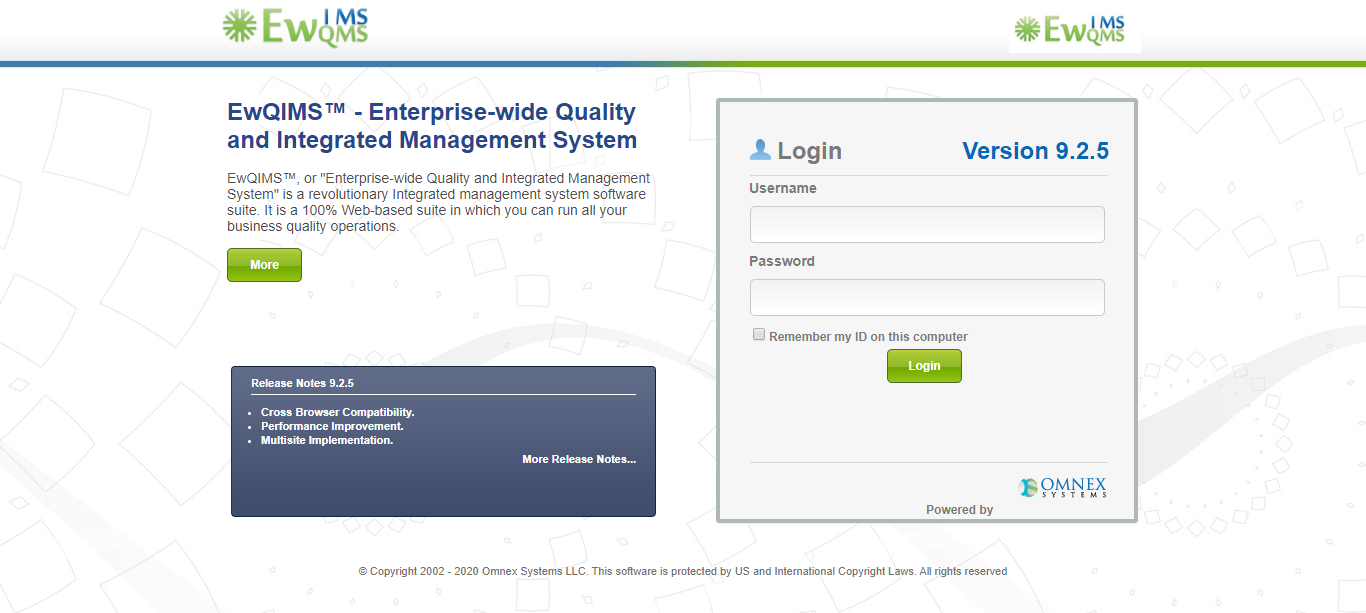 EwQIMS
EwQIMS
EwQIMS™ - Enterprise-wide Quality
and Integrated Management System
EwQIMS™, or "Enterprise-wide Quality and Integrated Management
System" is a revolutionary Integrated management system software
suite. It is a 100% Web-based suite in which you can run all your
business quality operations.
More
Release Notes 9.2.5
Cross Browser Compatibility.
Performance Improvement.
Multisite Implementation.
More Release Notes...
Login
Version 9.2.5
Username
Password
Remember my ID on this computer
Login
OMNEX
SYSTEMS
Powered by
© Copyright 2002 - 2020 Omnex Systems LLC. This software is protected by US and International Copyright Laws. All rights reserved